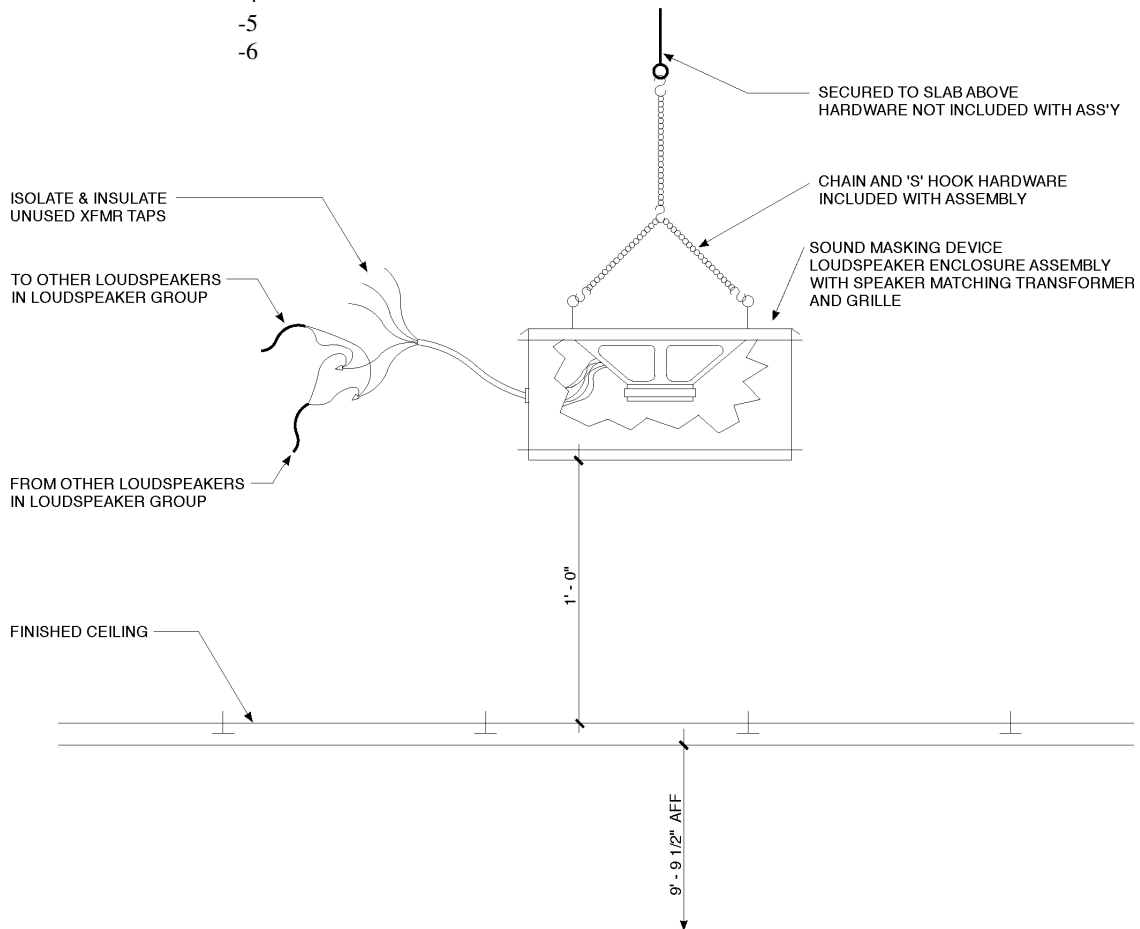 -5
-6
SECURED TO SLAB ABOVE
HARDWARE NOT INCLUDED WITH ASS'Y
CHAIN AND 'S' HOOK HARDWARE
INCLUDED WITH ASSEMBLY
ISOLATE & INSULATE
UNUSED XFMR TAPS
SOUND MASKING DEVICE
LOUDSPEAKER ENCLOSURE ASSEMBLY
WITH SPEAKER MATCHING TRANSFORMER
AND GRILLE
TO OTHER LOUDSPEAKERS
IN LOUDSPEAKER GROUP
FROM OTHER LOUDSPEAKERS
IN LOUDSPEAKER GROUP
1' - 0"
FINISHED CEILING
9' - 9 1/2" AFF